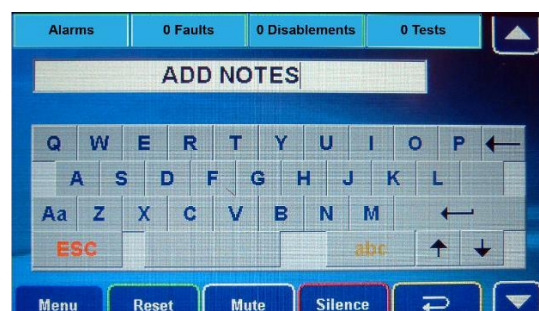 Alarms 0 Faults 0 Disablements 0 Tests
ADD NOTES
Q W E R T Y U I O P
A S D F G H J K L
Aa Z X C V B N M
ESC abc
Menu Reset Mute Silence